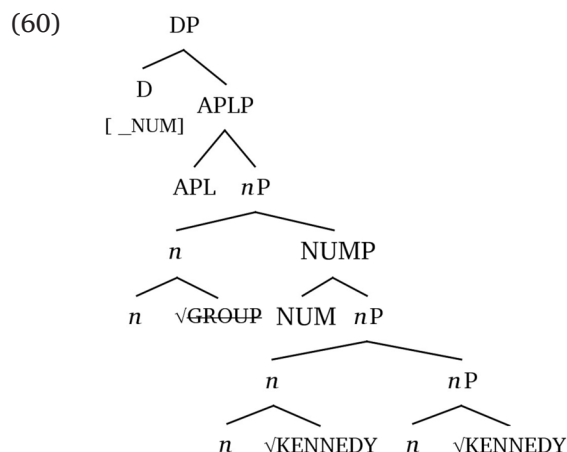 (60) DP
D APLP
[ _NUM]
APL nP
n NUMP
n √GROUP NUM nP
n nP
n √KENNEDY n √KENNEDY